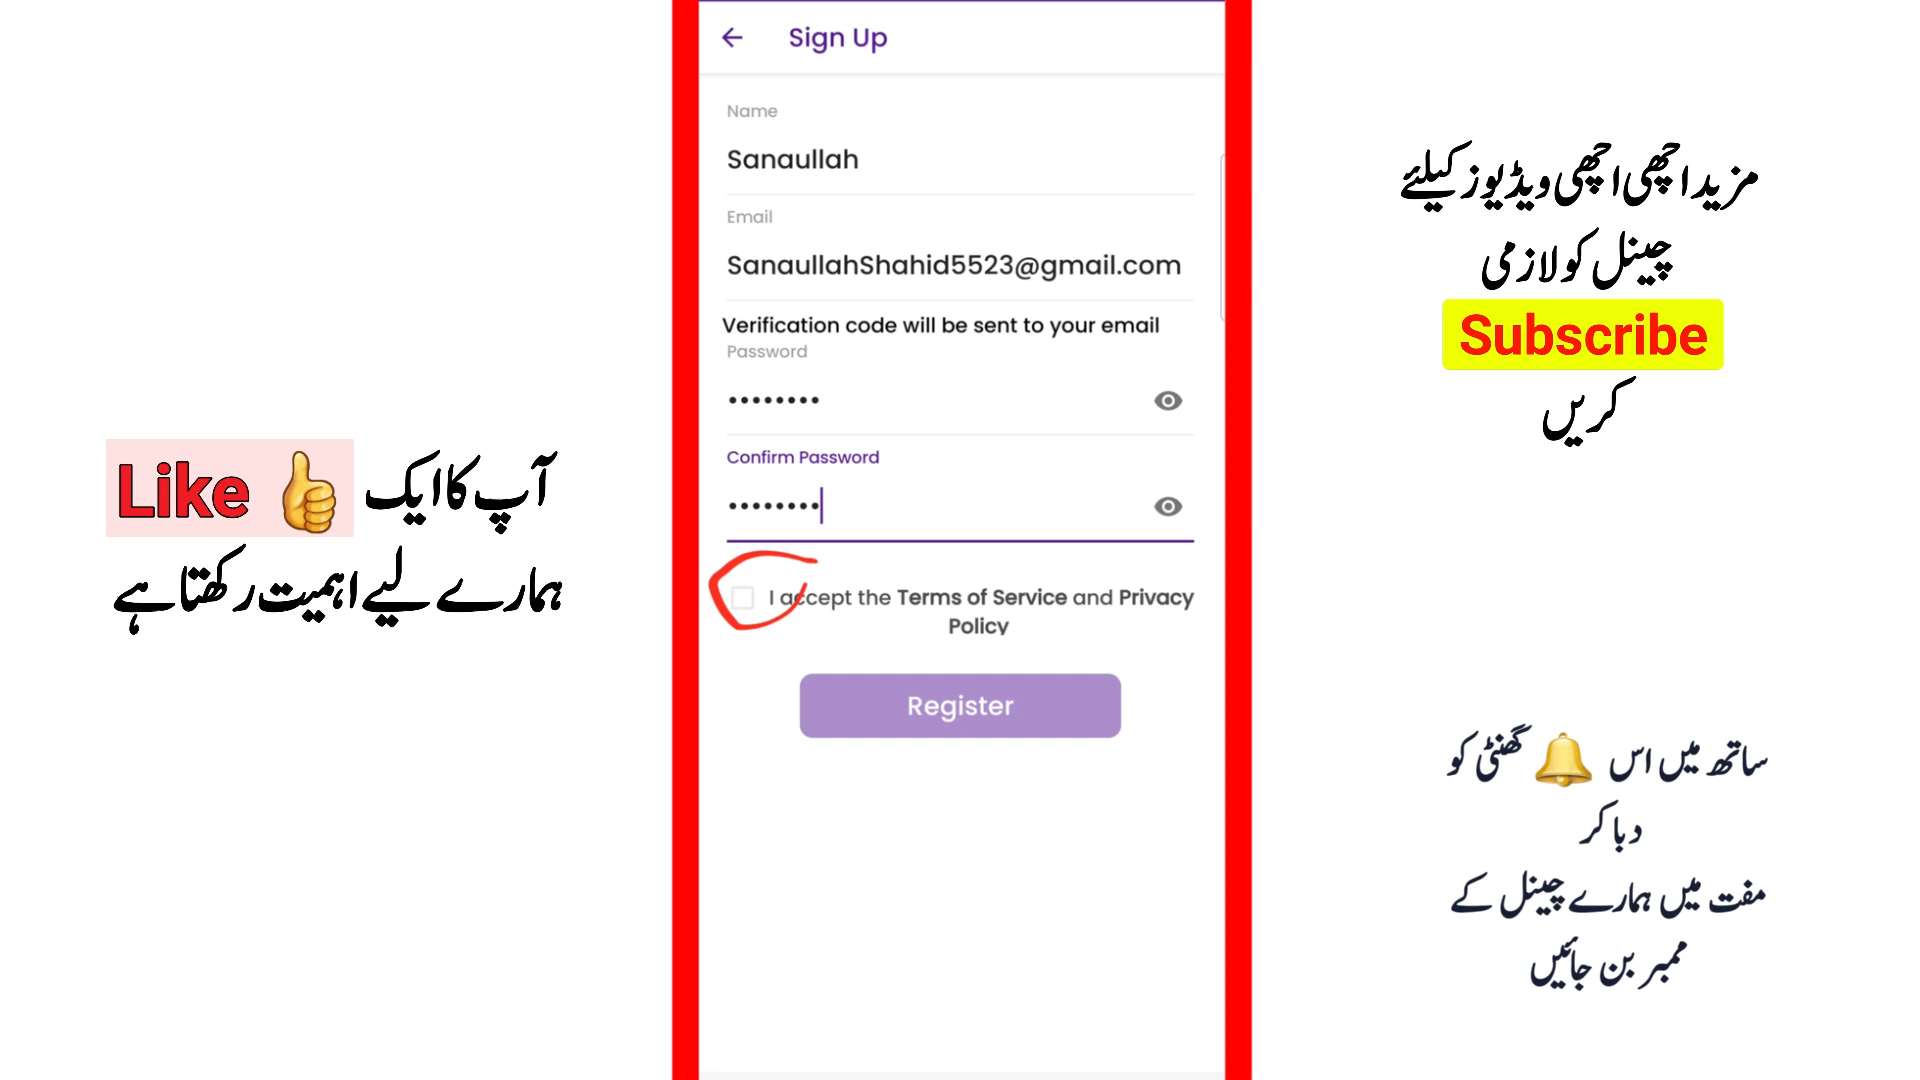 آپ کا ایک Like 👍
ہمارے لیے اہمیت رکھتا ہے
Sign Up
Name
Sanaullah
Email
SanaullahShahid5523@gmail.com
Verification code will be sent to your email
Password
••••••••
Confirm Password
••••••••
I accept the Terms of Service and Privacy
Policy
Register
مزید اچھی اچھی ویڈیوز کیلئے
چینل کو لازمی
Subscribe
کریں
ساتھ میں اس 🔔 گھنٹی کو
دبا کر
مفت میں ہمارے چینل کے
ممبر بن جائیں